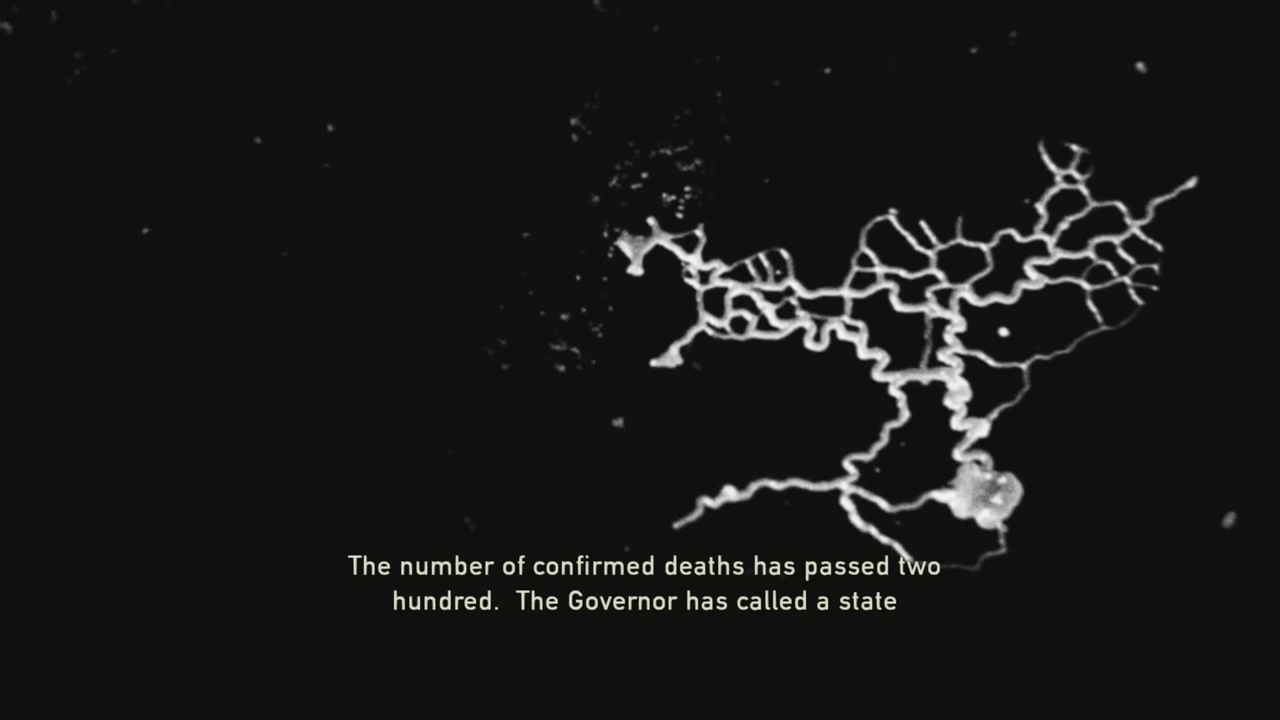 The number of confirmed deaths has passed two
hundred.  The Governor has called a state